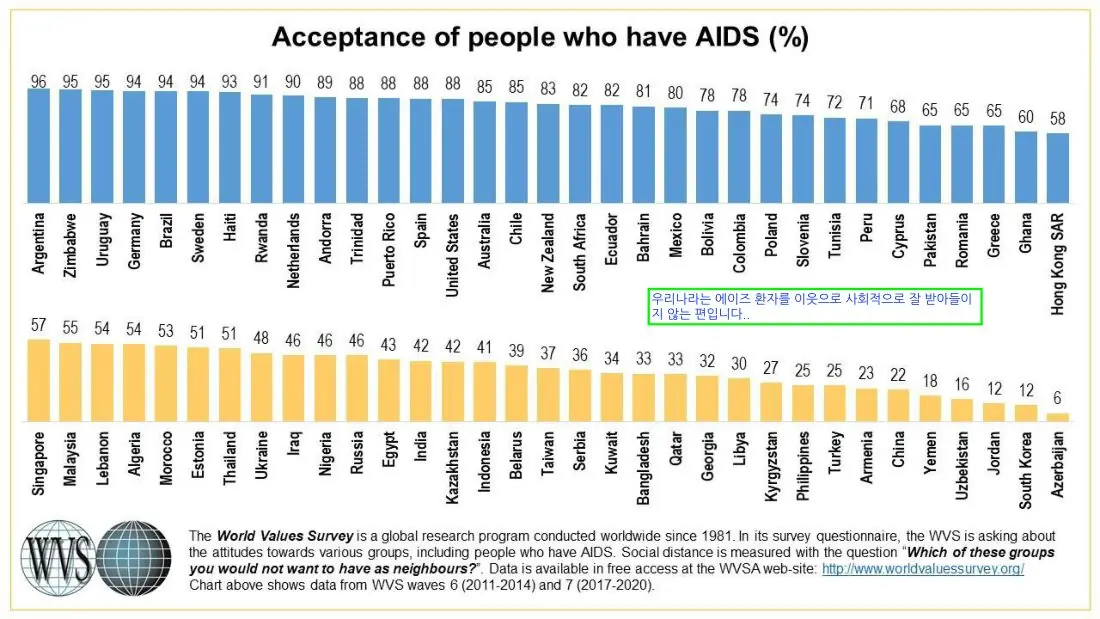 Acceptance of people who have AIDS (%)
96 95 95 94 94 94 93 91 90 89 88 88 88 88 85 85 83 82 82 81 80 78 78 74 74 72 71 68 65 65 65 60 58
Argentina Zimbabwe Uruguay Germany Brazil Sweden Haiti Rwanda Netherlands Andorra Trinidad Puerto Rico Spain United States Australia Chile New Zealand South Africa Ecuador Bahrain Mexico Bolivia Colombia Poland Slovenia Tunisia Peru Cyprus Pakistan Romania Greece Ghana Hong Kong SAR
우리나라는 에이즈 환자를 이웃으로 사회적으로 잘 받아들이
지 않는 편입니다..
57 55 54 54 53 51 51 48 46 46 46 43 42 42 41 39 37 36 34 33 33 32 30 27 25 25 23 22 18 16 12 12 6
Singapore Malaysia Lebanon Algeria Morocco Estonia Thailand Ukraine Iraq Nigeria Russia Egypt India Kazakhstan Indonesia Belarus Taiwan Serbia Kuwait Bangladesh Qatar Georgia Libya Kyrgyzstan Philippines Turkey Armenia China Yemen Uzbekistan Jordan South Korea Azerbaijan
WVS
The World Values Survey is a global research program conducted worldwide since 1981. In its survey questionnaire, the WVS is asking about
the attitudes towards various groups, including people who have AIDS. Social distance is measured with the question “Which of these groups
you would not want to have as neighbours?”. Data is available in free access at the WVSA web-site: http://www.worldvaluessurvey.org/
Chart above shows data from WVS waves 6 (2011-2014) and 7 (2017-2020).